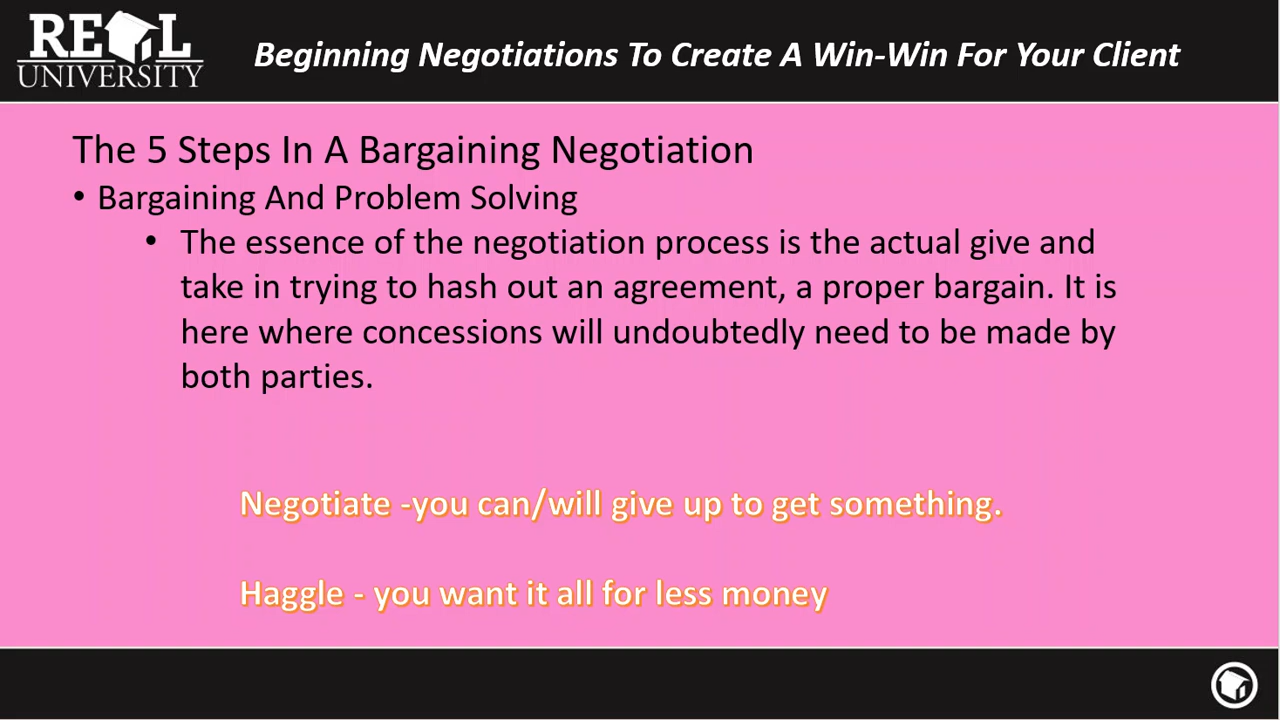 REAL
UNIVERSITY
Beginning Negotiations To Create A Win-Win For Your Client
The 5 Steps In A Bargaining Negotiation
• Bargaining And Problem Solving
• The essence of the negotiation process is the actual give and
take in trying to hash out an agreement, a proper bargain. It is
here where concessions will undoubtedly need to be made by
both parties.
Negotiate -you can/will give up to get something.
Haggle - you want it all for less money